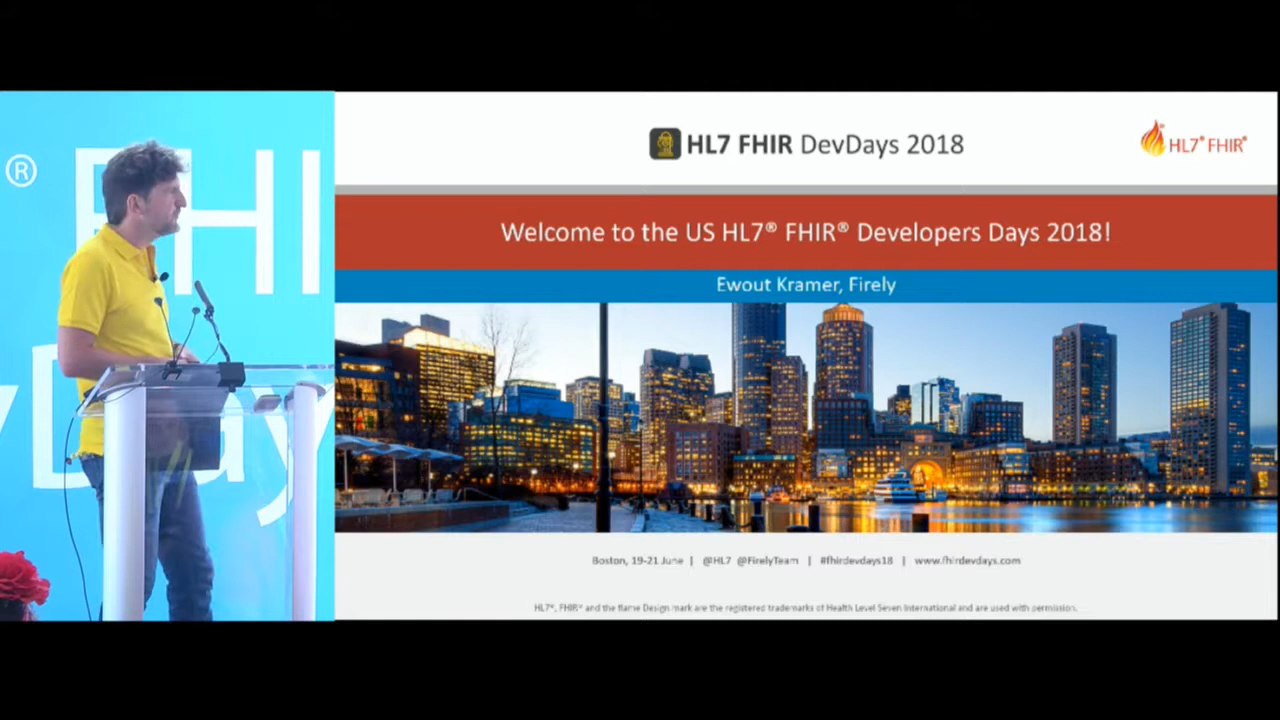 ® FHI
yDay
HL7 FHIR DevDays 2018
HL7® FHIR®
Welcome to the US HL7® FHIR® Developers Days 2018!
Ewout Kramer, Firely
Boston, 19-21 June | @HL7 @FirelyTeam | #fhirdevdays18 | www.fhirdevdays.com
HL7®, FHIR® and the flame Design mark are the registered trademarks of Health Level Seven International and are used with permission.